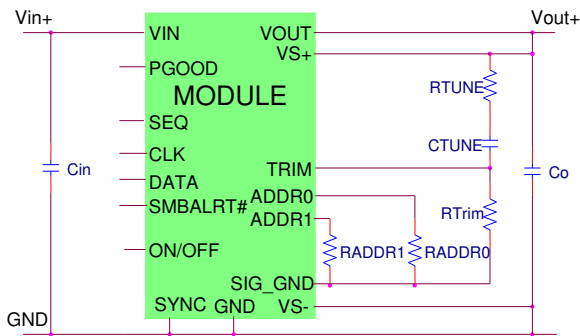 Vin+
Vout+
VIN
VOUT
VS+
PGOOD
RTUNE
MODULE
SEQ
CTUNE
CLK
TRIM
Cin
Co
DATA
ADDR0
SMBALRT#
RTrim
ADDR1
ON/OFF
RADDR1
RADDR0
SIG_GND
SYNC
GND
VS-
GND